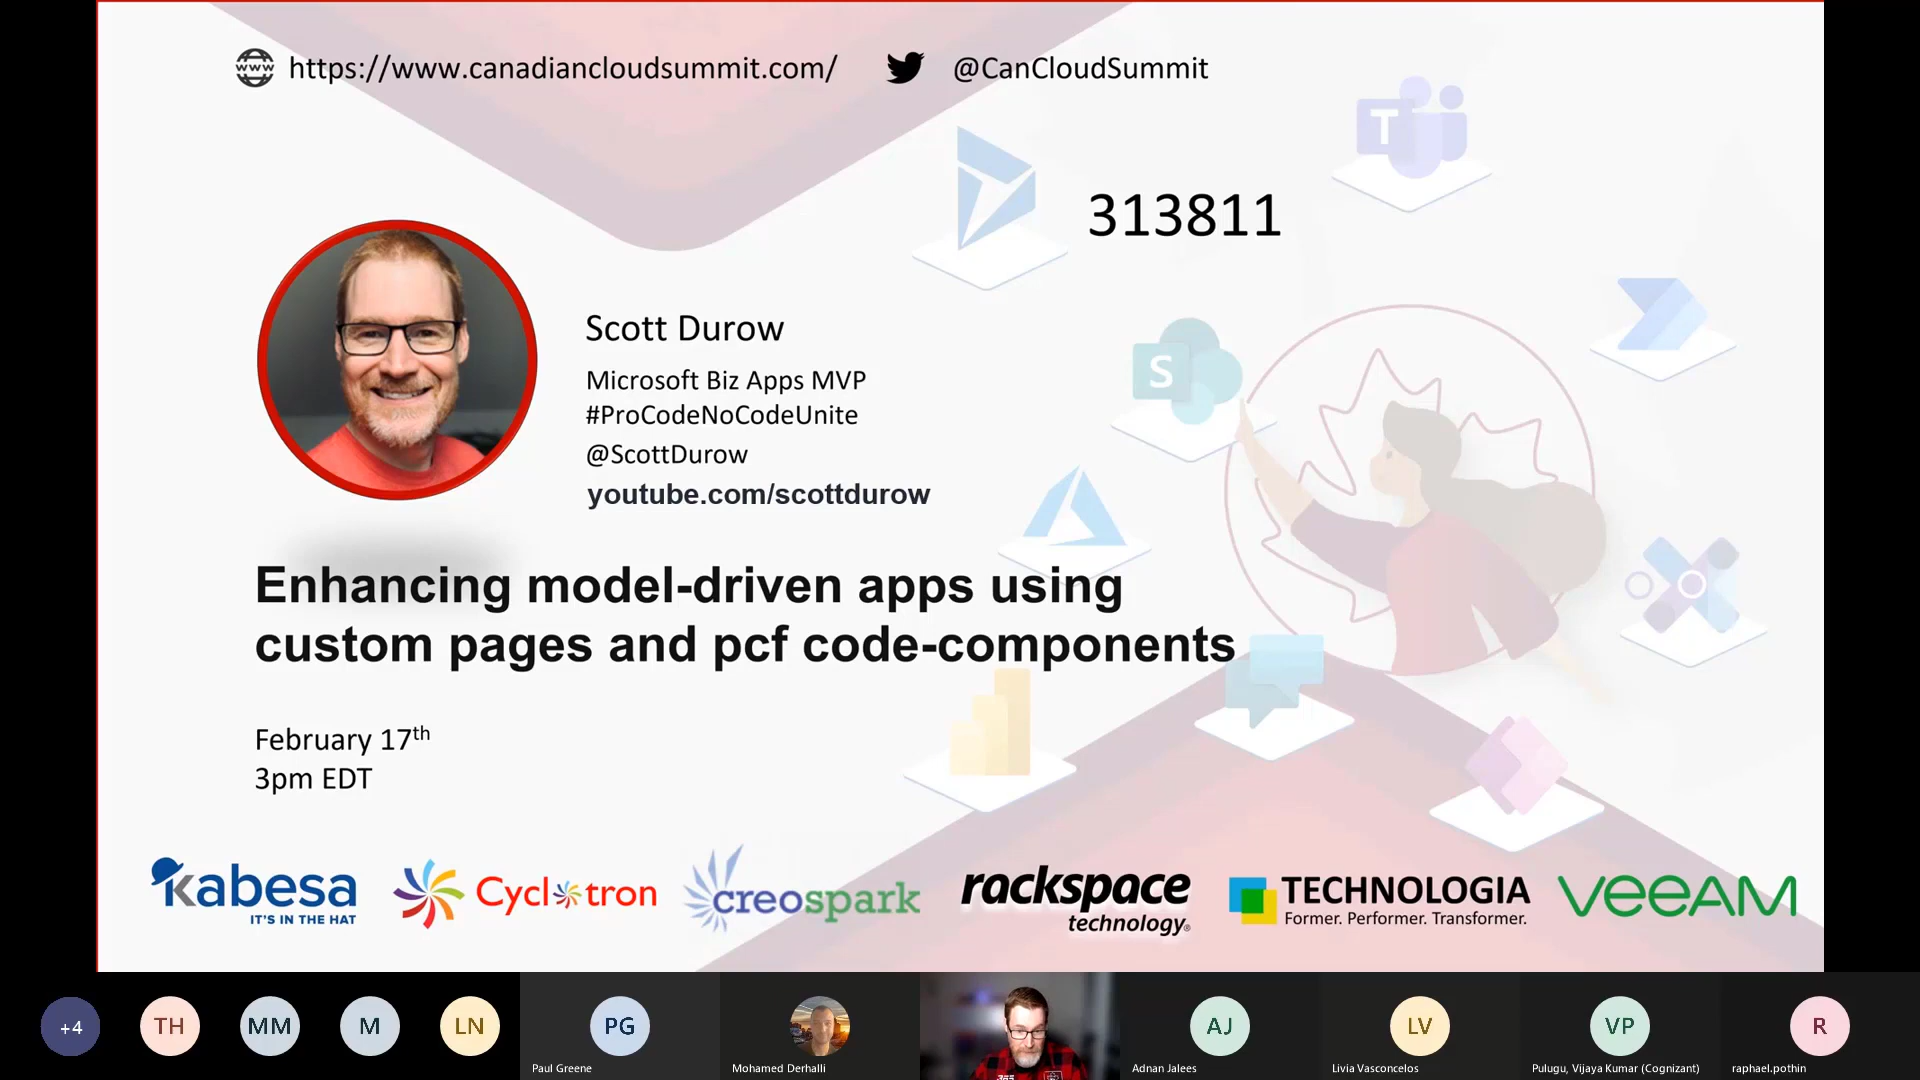 https://www.canadiancloudsummit.com/
@CanCloudSummit
313811
Scott Durow
Microsoft Biz Apps MVP
#ProCodeNoCodeUnite
@ScottDurow
youtube.com/scottdurow
Enhancing model-driven apps using
custom pages and pcf code-components
February 17th
3pm EDT
kabesa
IT'S IN THE HAT
Cyclotron
creospark
rackspace
technology
TECHNOLOGIA
Former. Performer. Transformer.
veeAM
T
S
www
+4
TH
MM
M
LN
PG
Paul Greene
Mohamed Derhalli
AJ
Adnan Jalees
LV
Livia Vasconcelos
VP
Pulugu, Vijaya Kumar (Cognizant)
R
raphael.pothin